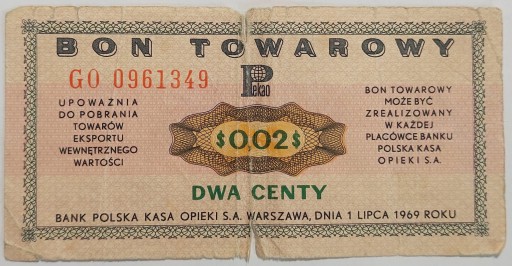 BON TOWAROWY
GO 0961349
Pekao
UPOWAŻNIA
DO POBRANIA
TOWARÓW
EKSPORTU
WEWNĘTRZNEGO
WARTOŚCI
$0,02$
BON TOWAROWY
MOŻE BYĆ
ZREALIZOWANY
W KAŻDEJ
PLACÓWCE BANKU
POLSKA KASA
OPIEKI S.A.
DWA CENTY
BANK POLSKA KASA OPIEKI S.A. WARSZAWA, DNIA 1 LIPCA 1969 ROKU